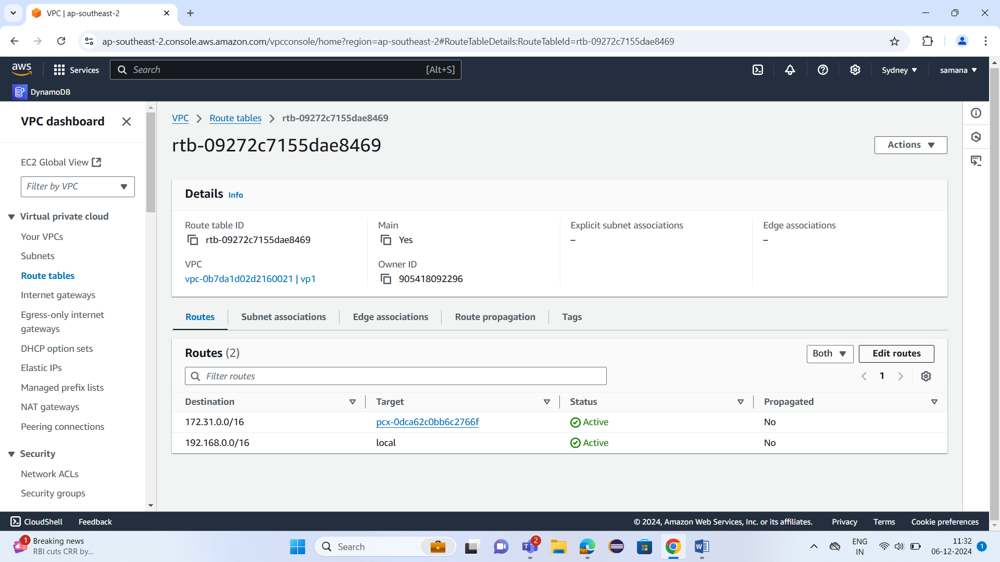 VPC | ap-southeast-2
ap-southeast-2.console.aws.amazon.com/vpcconsole/home?region=ap-southeast-2#RouteTableDetails:RouteTableId=rtb-09272c7155dae8469
aws
Services
Search
[Alt+S]
Sydney
samana
DynamoDB
VPC dashboard
EC2 Global View
Filter by VPC
Virtual private cloud
Your VPCs
Subnets
Route tables
Internet gateways
Egress-only internet
gateways
DHCP option sets
Elastic IPs
Managed prefix lists
NAT gateways
Peering connections
Security
Network ACLs
Security groups
VPC > Route tables > rtb-09272c7155dae8469
rtb-09272c7155dae8469
Actions
Details Info
Route table ID
rtb-09272c7155dae8469
Main
Yes
Explicit subnet associations
–
Edge associations
–
VPC
vpc-0b7da1d02d2160021 | vp1
Owner ID
905418092296
Routes
Subnet associations
Edge associations
Route propagation
Tags
Routes (2)
Both
Edit routes
Filter routes
1
Destination Target Status Propagated
172.31.0.0/16 pcx-0dca62c0bb6c2766f Active No
192.168.0.0/16 local Active No
CloudShell Feedback
© 2024, Amazon Web Services, Inc. or its affiliates. Privacy Terms Cookie preferences
1
Breaking news
RBI cuts CRR by...
Search
2
ENG
IN
11:32
06-12-2024
1